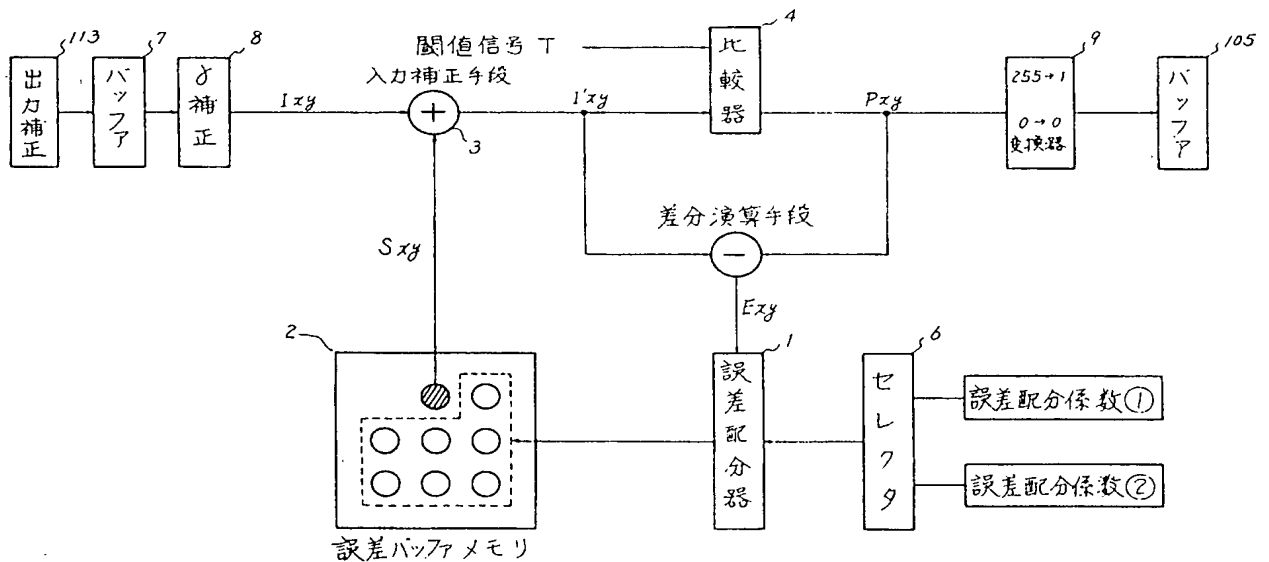 113
7
8
4
9
105
出力補正
バッファ
γ補正
Ixy
閾値信号 T
入力補正手段
+
3
I'xy
比較器
Pxy
255→1
0→0
変換器
バッファ
差分演算手段
−
Sxy
Exy
2
1
6
誤差配分器
セレクタ
誤差配分係数①
誤差配分係数②
誤差バッファメモリ